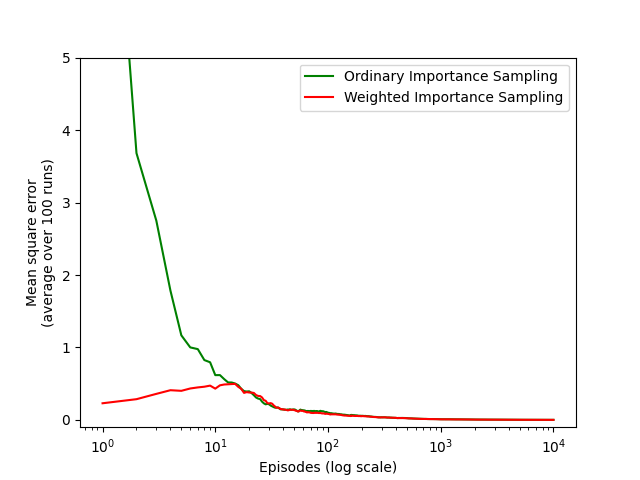 Ordinary Importance Sampling
Weighted Importance Sampling
5
4
3
2
1
0
Mean square error
(average over 100 runs)
10⁰
10¹
10²
10³
10⁴
Episodes (log scale)